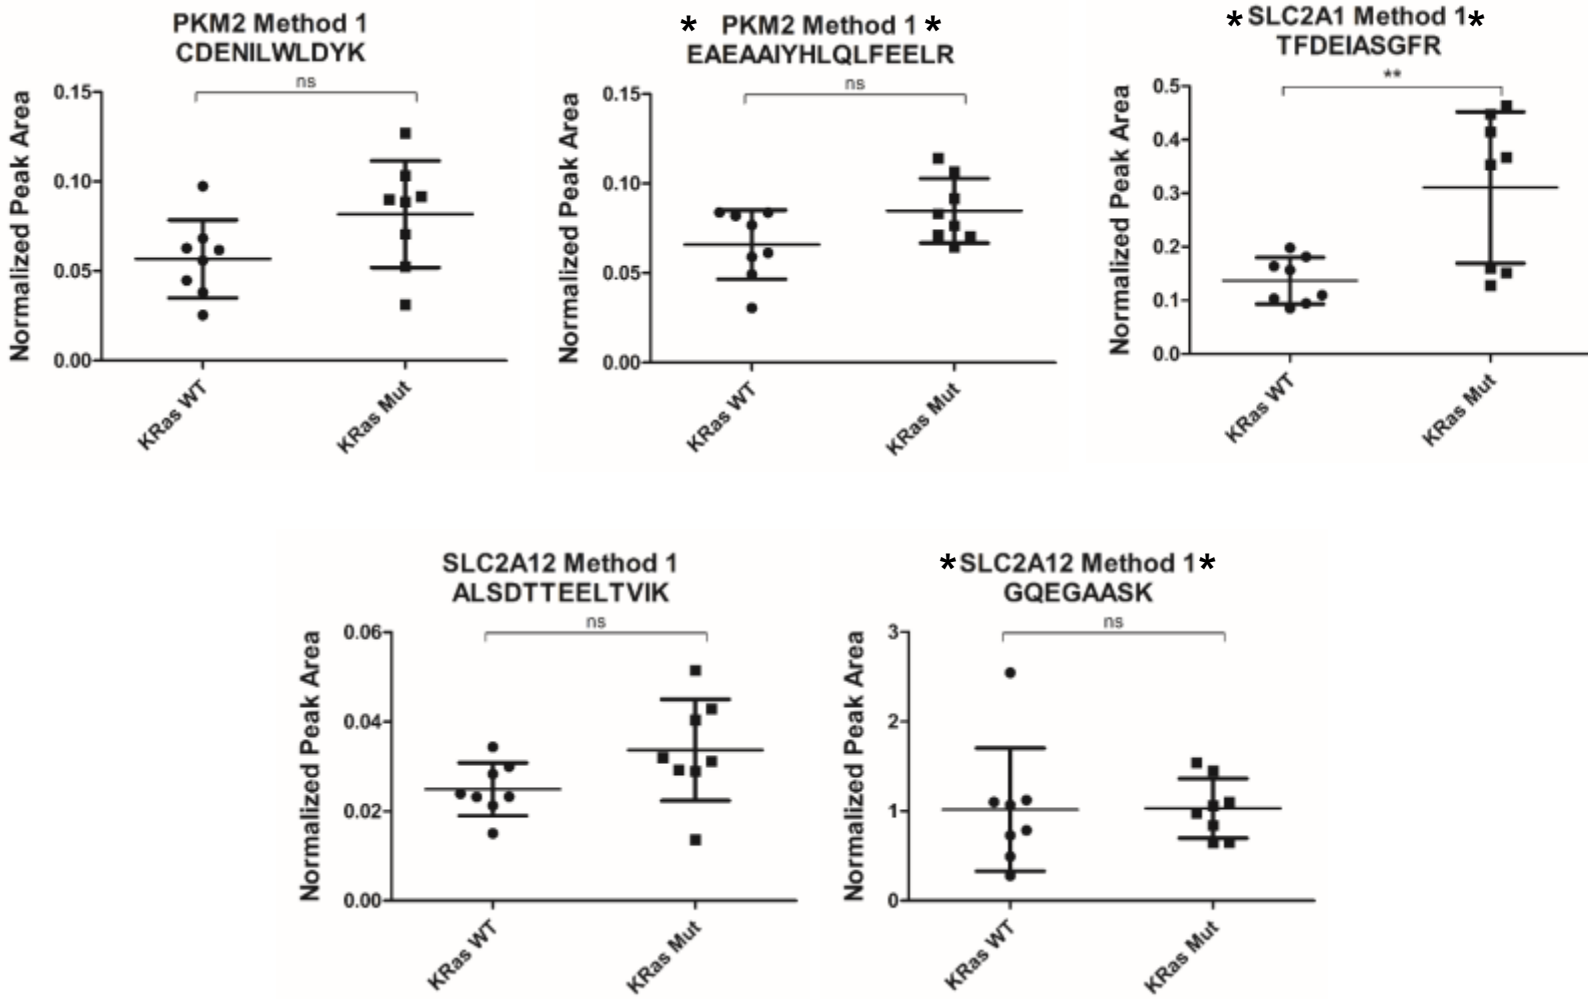 PKM2 Method 1
CDENILWLDYK
ns
Normalized Peak Area
0.15
0.10
0.05
0.00
KRas WT
KRas Mut
* PKM2 Method 1 *
EAEAAIYHLQLFEELR
ns
Normalized Peak Area
0.15
0.10
0.05
0.00
KRas WT
KRas Mut
*SLC2A1 Method 1*
TFDEIASGFR
**
Normalized Peak Area
0.5
0.4
0.3
0.2
0.1
0.0
KRas WT
KRas Mut
SLC2A12 Method 1
ALSDTTEELTVIK
ns
Normalized Peak Area
0.06
0.04
0.02
0.00
KRas WT
KRas Mut
*SLC2A12 Method 1*
GQEGAASK
ns
Normalized Peak Area
3
2
1
0
KRas WT
KRas Mut